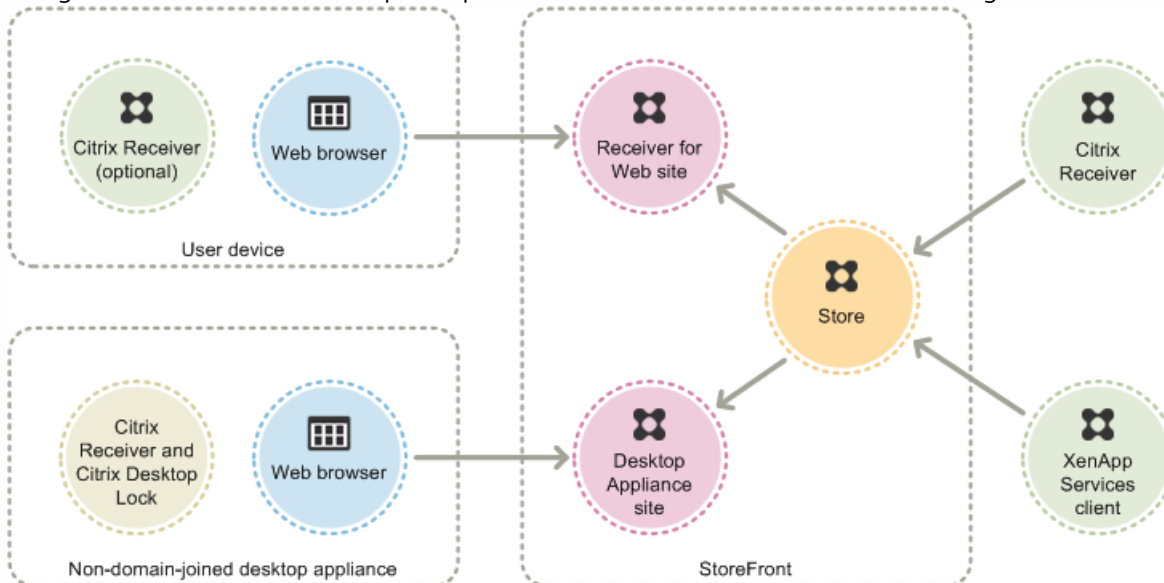 Citrix Receiver
(optional)
Web browser
User device
Receiver for
Web site
Citrix
Receiver
Store
Citrix
Receiver and
Citrix Desktop
Lock
Web browser
Non-domain-joined desktop appliance
Desktop
Appliance
site
StoreFront
XenApp
Services
client